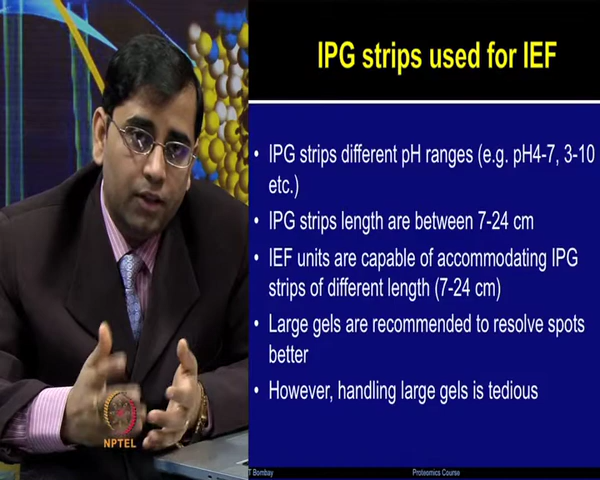 IPG strips used for IEF
• IPG strips different pH ranges (e.g. pH4-7, 3-10
etc.)
• IPG strips length are between 7-24 cm
• IEF units are capable of accommodating IPG
strips of different length (7-24 cm)
• Large gels are recommended to resolve spots
better
• However, handling large gels is tedious
NPTEL
T Bombay
Proteomics Course